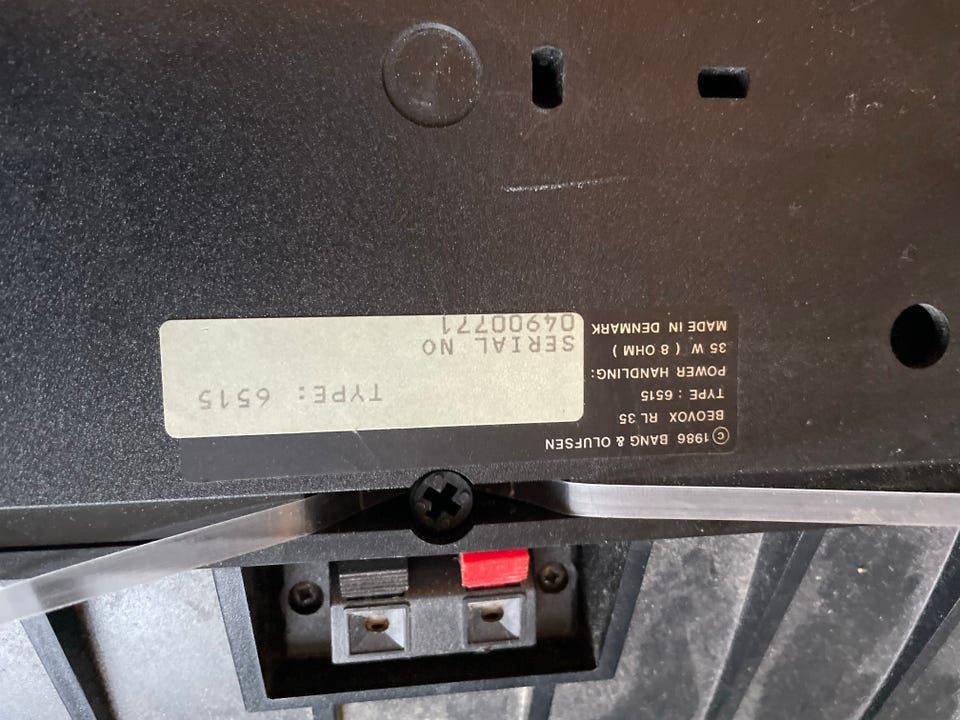 © 1986 BANG & OLUFSEN
BEOVOX RL 35
TYPE : 6515
POWER HANDLING:
35 W ( 8 OHM )
MADE IN DENMARK
TYPE: 6515
SERIAL NO
04900771